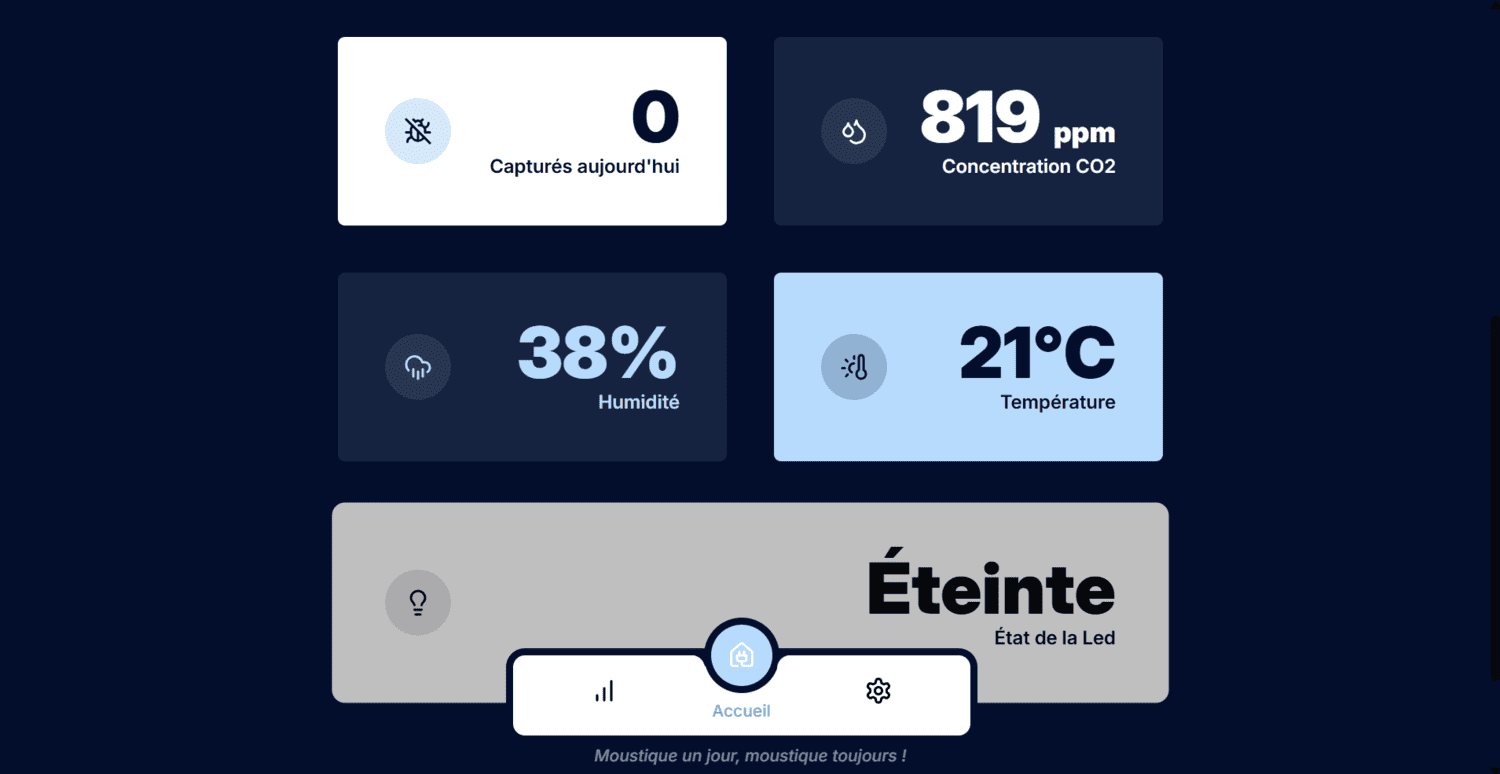 0
Capturés aujourd'hui
819 ppm
Concentration CO2
38%
Humidité
21°C
Température
Éteinte
État de la Led
Accueil
Moustique un jour, moustique toujours !